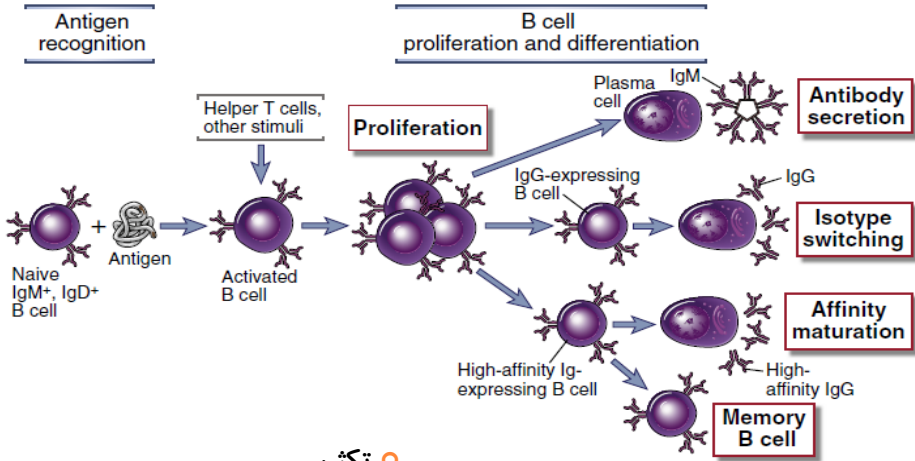 Antigen
recognition
B cell
proliferation and differentiation
Helper T cells,
other stimuli
Proliferation
Plasma
cell
IgM
Antibody
secretion
IgG-expressing
B cell
IgG
Isotype
switching
+
Antigen
Naive
IgM+, IgD+
B cell
Activated
B cell
Affinity
maturation
High-affinity Ig-
expressing B cell
High-
affinity IgG
Memory
B cell